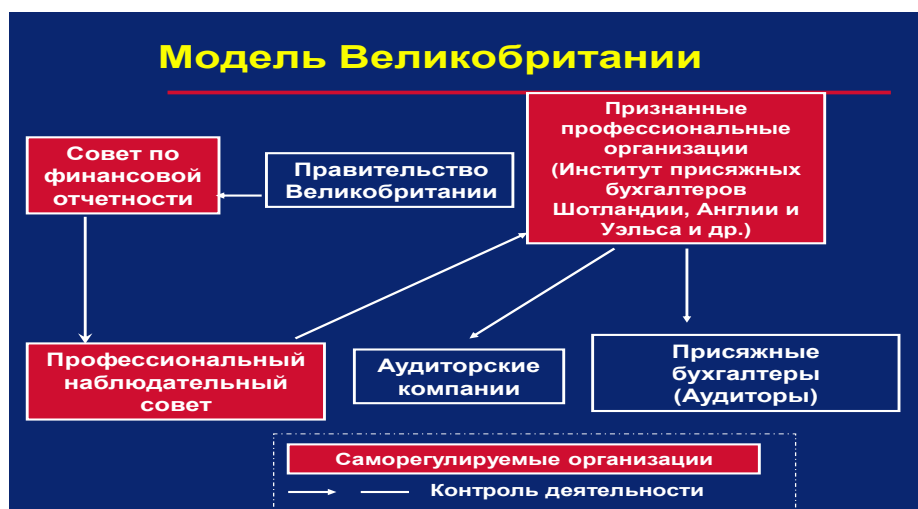 Модель Великобритании
Признанные
профессиональные
организации
(Институт присяжных
бухгалтеров
Шотландии, Англии и
Уэльса и др.)
Совет по
финансовой
отчетности
Правительство
Великобритании
Профессиональный
наблюдательный
совет
Аудиторские
компании
Присяжные
бухгалтеры
(Аудиторы)
Саморегулируемые организации
Контроль деятельности